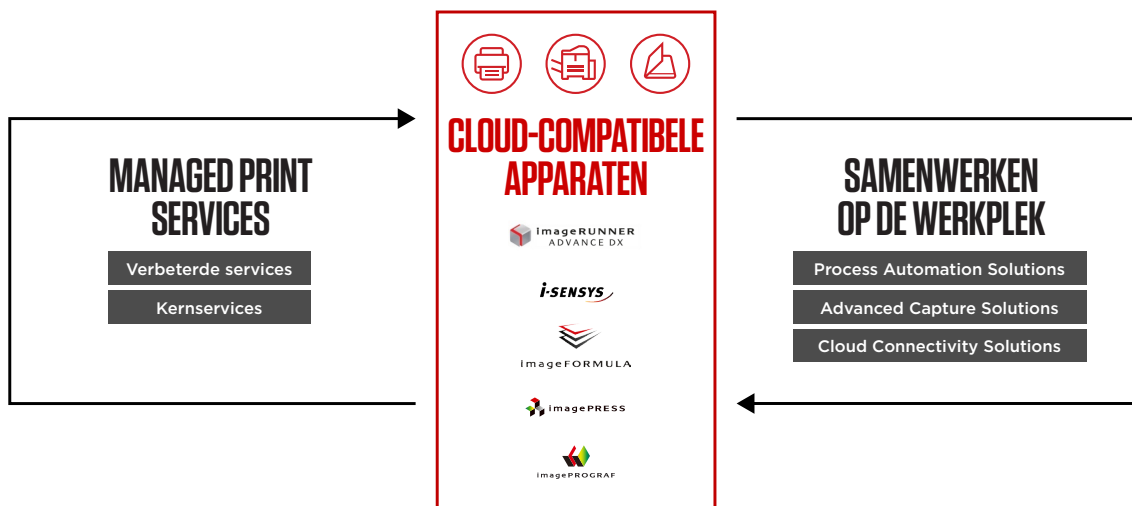 MANAGED PRINT
SERVICES
Verbeterde services
Kernservices
CLOUD-COMPATIBELE
APPARATEN
imageRUNNER
ADVANCE DX
i-SENSYS
imageFORMULA
imagePRESS
imagePROGRAF
SAMENWERKEN
OP DE WERKPLEK
Process Automation Solutions
Advanced Capture Solutions
Cloud Connectivity Solutions